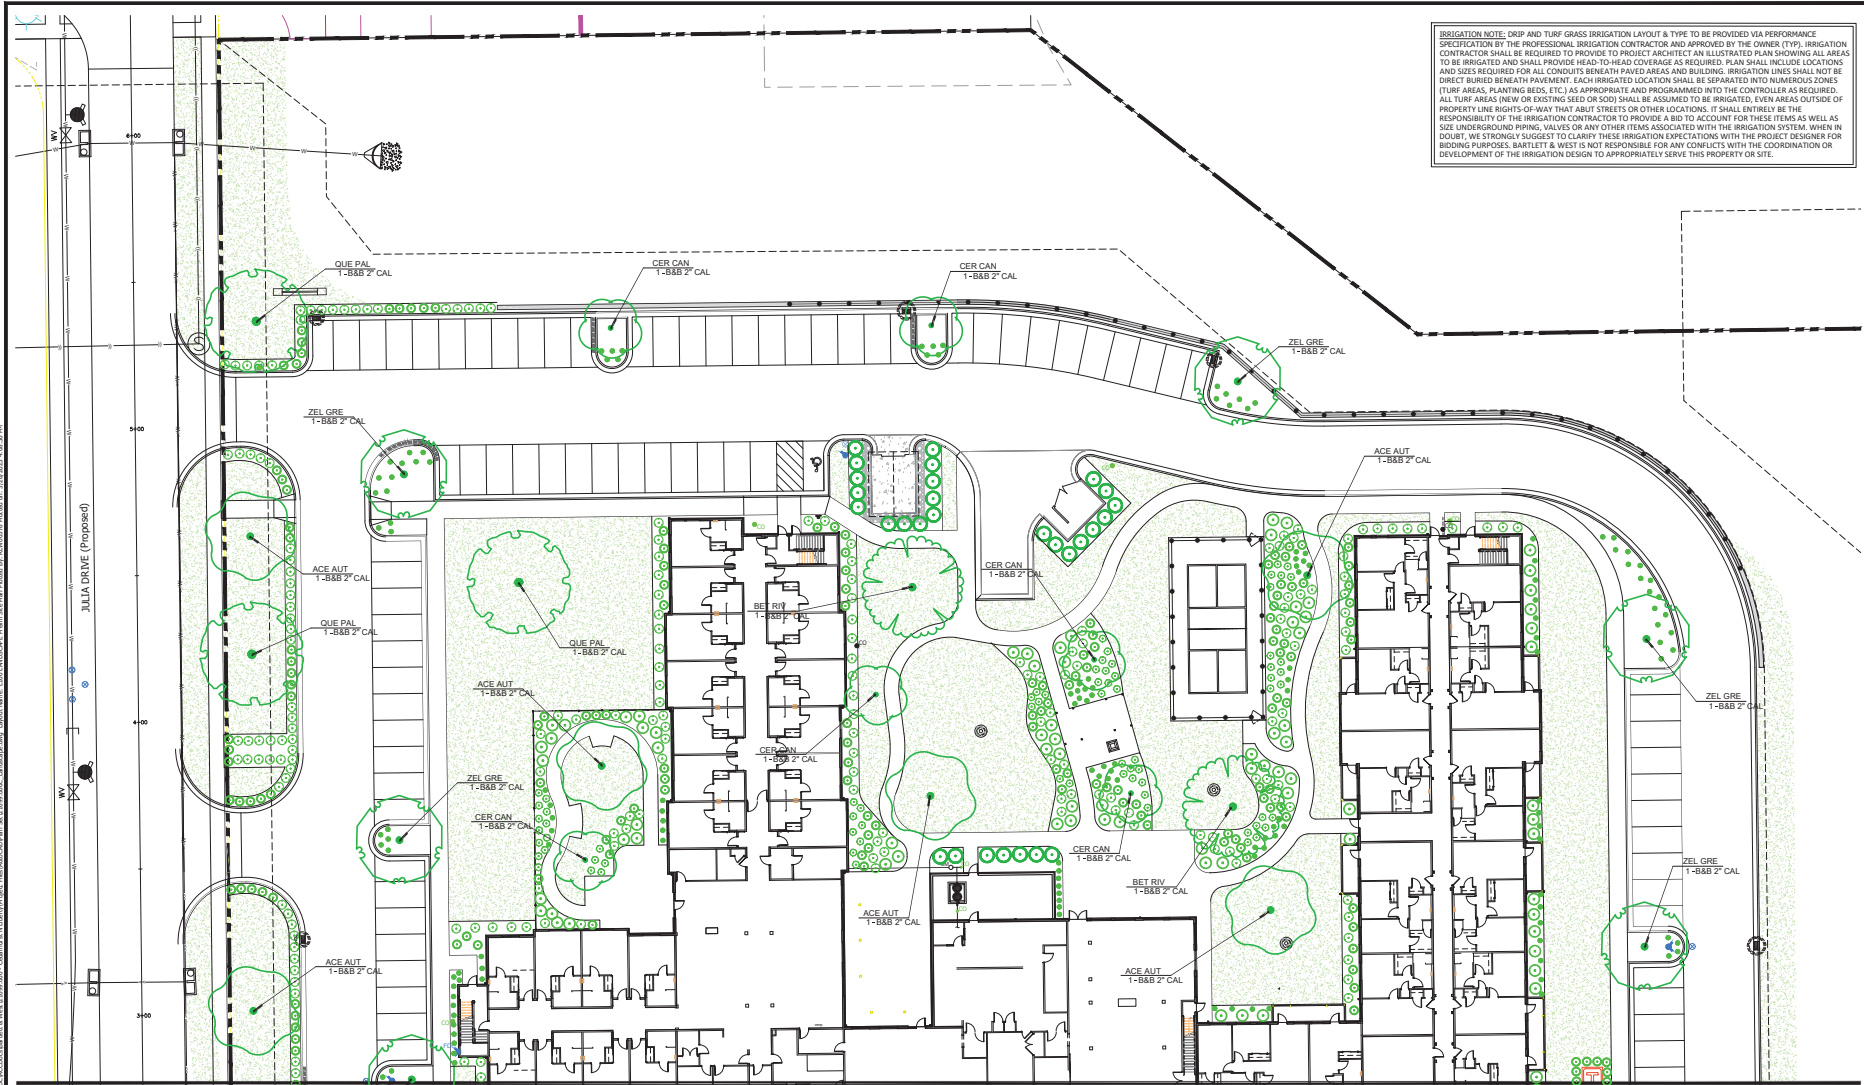 IRRIGATION NOTE: DRIP AND TURF GRASS IRRIGATION LAYOUT & TYPE TO BE PROVIDED VIA PERFORMANCE
SPECIFICATION BY THE PROFESSIONAL IRRIGATION CONTRACTOR AND APPROVED BY THE OWNER (TYP). IRRIGATION
CONTRACTOR SHALL BE REQUIRED TO PROVIDE TO PROJECT ARCHITECT AN ILLUSTRATED PLAN SHOWING ALL AREAS
TO BE IRRIGATED AND SHALL PROVIDE HEAD-TO-HEAD COVERAGE AS REQUIRED. PLAN SHALL INCLUDE LOCATIONS
AND SIZES REQUIRED FOR ALL CONDUITS BENEATH PAVED AREAS AND BUILDING. IRRIGATION LINES SHALL NOT BE
DIRECT BURIED BENEATH PAVEMENT. EACH IRRIGATED LOCATION SHALL BE SEPARATED INTO NUMEROUS ZONES
(TURF AREAS, PLANTING BEDS, ETC.) AS APPROPRIATE AND PROGRAMMED INTO THE CONTROLLER AS REQUIRED.
ALL TURF AREAS (NEW OR EXISTING SEED OR SOD) SHALL BE ASSUMED TO BE IRRIGATED, EVEN AREAS OUTSIDE OF
PROPERTY LINE RIGHTS-OF-WAY THAT ABUT STREETS OR OTHER LOCATIONS. IT SHALL ENTIRELY BE THE
RESPONSIBILITY OF THE IRRIGATION CONTRACTOR TO PROVIDE A BID TO ACCOUNT FOR THESE ITEMS AS WELL AS
SIZE UNDERGROUND PIPING, VALVES OR ANY OTHER ITEMS ASSOCIATED WITH THE IRRIGATION SYSTEM. WHEN IN
DOUBT, WE STRONGLY SUGGEST TO CLARIFY THESE IRRIGATION EXPECTATIONS WITH THE PROJECT DESIGNER FOR
BIDDING PURPOSES. BARTLETT & WEST IS NOT RESPONSIBLE FOR ANY CONFLICTS WITH THE COORDINATION OR
DEVELOPMENT OF THE IRRIGATION DESIGN TO APPROPRIATELY SERVE THIS PROPERTY OR SITE.
WV
6+00
QUE PAL
1-B&B 2" CAL
CER CAN
1-B&B 2" CAL
CER CAN
1-B&B 2" CAL
ZEL GRE
1-B&B 2" CAL
ZEL GRE
1-B&B 2" CAL
5+00
ACE AUT
1-B&B 2" CAL
JULIA DRIVE (Proposed)
ACE AUT
1-B&B 2" CAL
CER CAN
1-B&B 2" CAL
BET RIV
1-B&B 2" CAL
QUE PAL
1-B&B 2" CAL
QUE PAL
1-B&B 2" CAL
ACE AUT
1-B&B 2" CAL
ZEL GRE
1-B&B 2" CAL
4+00
CER CAN
1-B&B 2" CAL
WV
ZEL GRE
1-B&B 2" CAL
CER CAN
1-B&B 2" CAL
CER CAN
1-B&B 2" CAL
ZEL GRE
1-B&B 2" CAL
BET RIV
1-B&B 2" CAL
ACE AUT
1-B&B 2" CAL
ACE AUT
1-B&B 2" CAL
ACE AUT
1-B&B 2" CAL
3+00